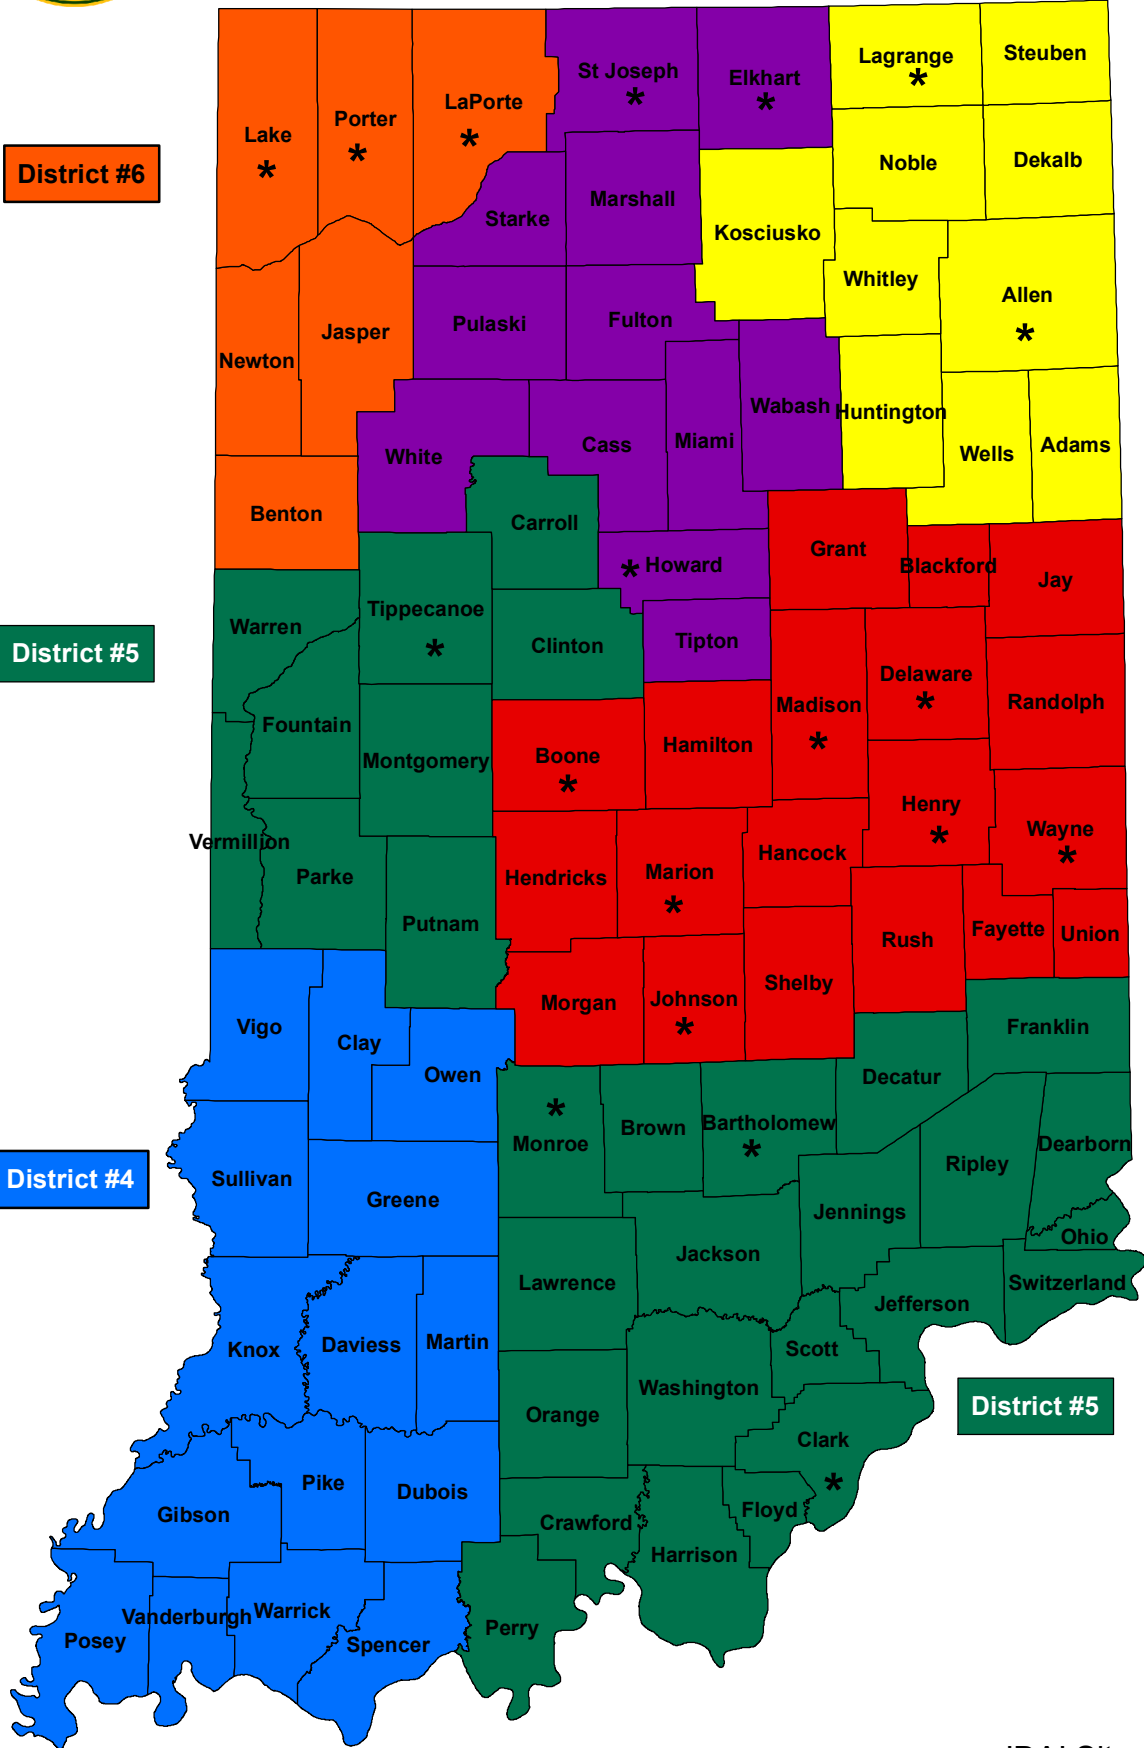 Lagrange
*
Steuben
St Joseph
*
Elkhart
*
LaPorte
*
Porter
*
Lake
*
District #6
Noble
Dekalb
Marshall
Starke
Kosciusko
Whitley
Allen
*
Pulaski
Fulton
Jasper
Newton
Wabash
Huntington
Miami
Cass
White
Wells
Adams
Benton
Carroll
Grant
Blackford
Jay
* Howard
Tippecanoe
*
Warren
Clinton
Tipton
District #5
Delaware
*
Madison
*
Randolph
Fountain
Hamilton
Boone
*
Montgomery
Henry
*
Wayne
*
Vermillion
Hancock
Parke
Hendricks
Marion
*
Putnam
Rush
Fayette
Union
Shelby
Morgan
Johnson
*
Vigo
Clay
Franklin
Owen
Decatur
*
Monroe
Brown
Bartholomew
*
Dearborn
Ripley
District #4
Sullivan
Greene
Jennings
Ohio
Jackson
Lawrence
Switzerland
Jefferson
Knox
Daviess
Martin
Scott
Washington
District #5
Orange
Clark
*
Pike
Dubois
Gibson
Floyd
Crawford
Harrison
Vanderburgh
Warrick
Perry
Posey
Spencer